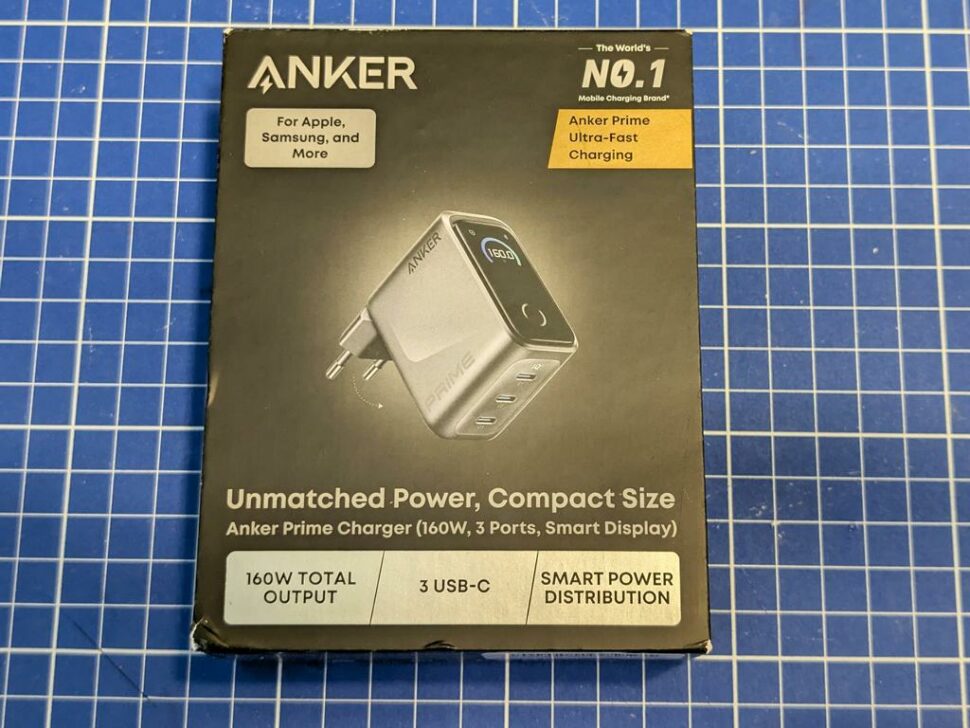 ANKER
The World's
NO.1
Mobile Charging Brand*
For Apple,
Samsung, and
More
Anker Prime
Ultra-Fast
Charging
ANKER
160.0
PRIME
Unmatched Power, Compact Size
Anker Prime Charger (160W, 3 Ports, Smart Display)
160W TOTAL
OUTPUT
3 USB-C
SMART POWER
DISTRIBUTION